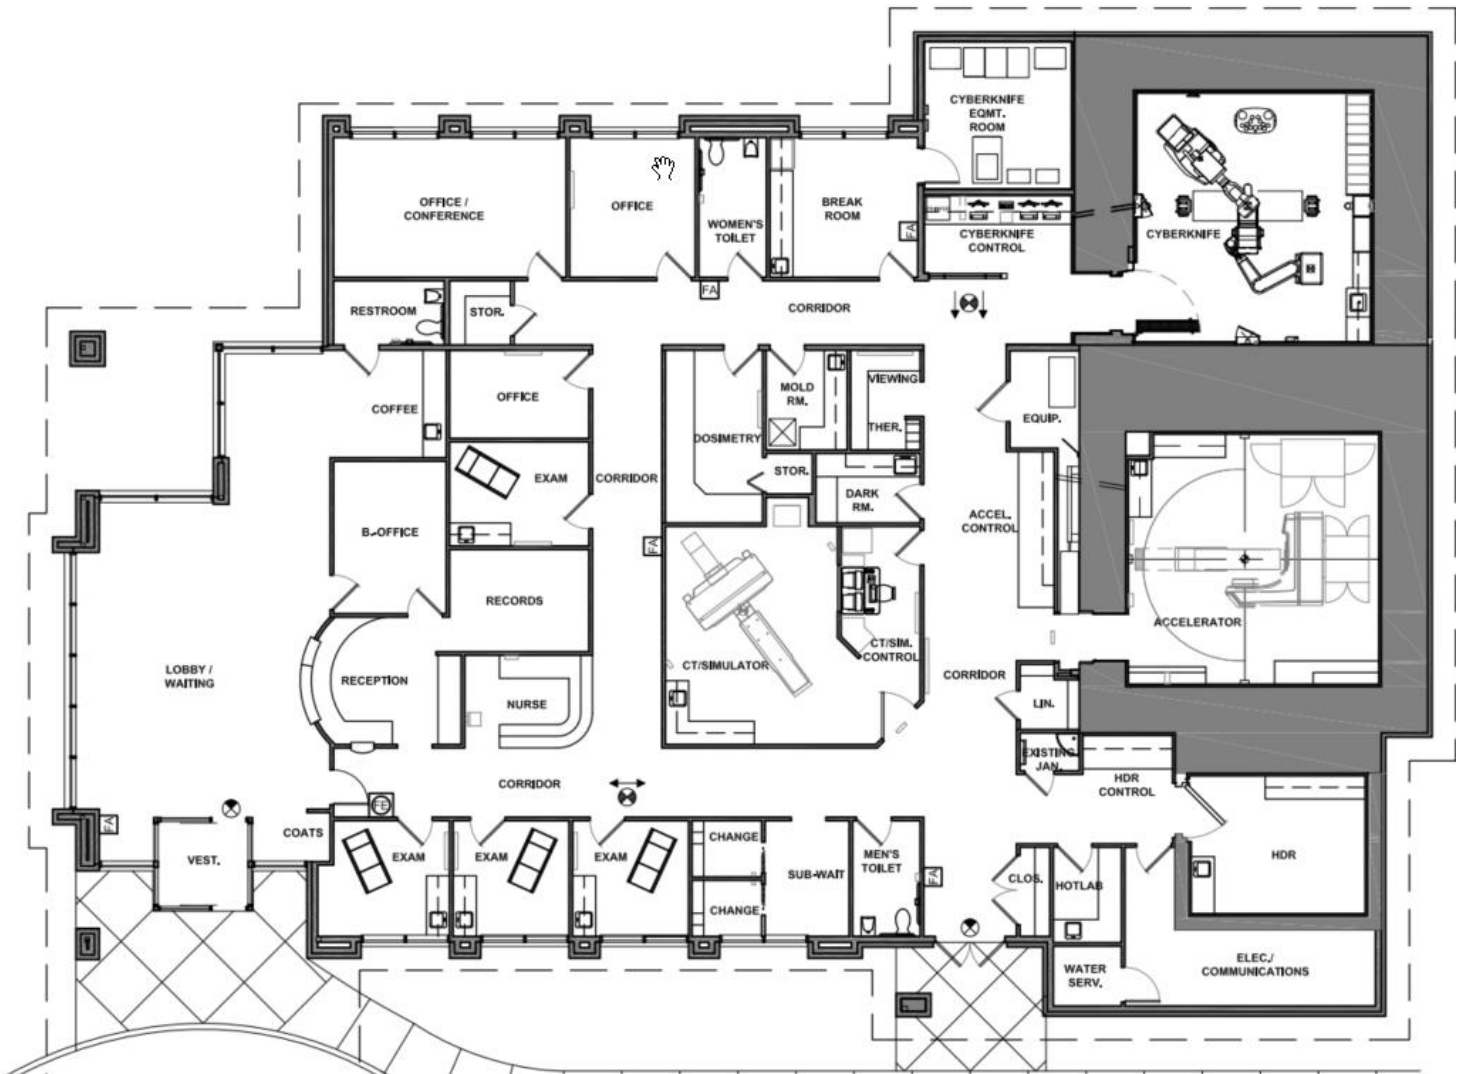 CYBERKNIFE
EQMT.
ROOM
OFFICE /
CONFERENCE
OFFICE
WOMEN'S
TOILET
BREAK
ROOM
FA
CYBERKNIFE
CONTROL
CYBERKNIFE
RESTROOM
STOR.
FA
CORRIDOR
COFFEE
OFFICE
MOLD
RM.
VIEWING
THER.
EQUIP.
DOSIMETRY
EXAM
CORRIDOR
STOR.
DARK
RM.
ACCEL.
CONTROL
B.-OFFICE
FA
RECORDS
ACCELERATOR
LOBBY /
WAITING
RECEPTION
NURSE
CT/SIMULATOR
CT/SIM.
CONTROL
CORRIDOR
LIN.
EXISTING
JAN.
HDR
CONTROL
CORRIDOR
FE
FA
COATS
VEST.
EXAM
EXAM
EXAM
CHANGE
CHANGE
SUB-WAIT
MEN'S
TOILET
FA
CLOS.
HOTLAB
HDR
WATER
SERV.
ELEC./
COMMUNICATIONS